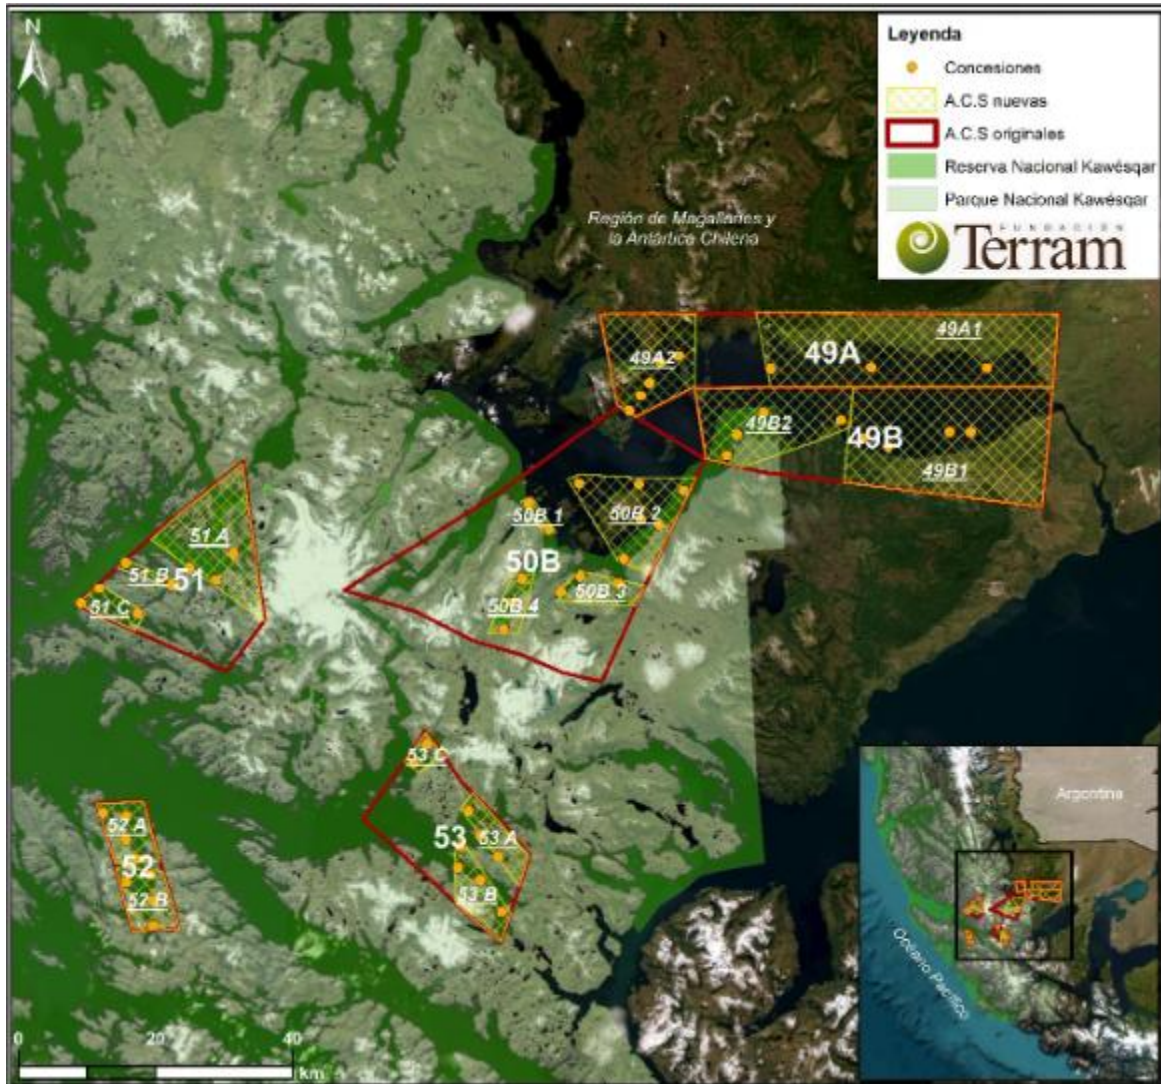 N
Leyenda
Concesiones
A.C.S nuevas
A.C.S originales
Reserva Nacional Kawésqar
Parque Nacional Kawésqar
FUNDACIÓN
Terram
Región de Magallanes y
la Antártica Chilena
49A1
49A
49A2
49B2
49B
49B1
50B 1
50B 2
50B
50B 3
50B 4
51 A
51 B
51
51 C
53 C
53
53 A
53 B
52 A
52
52 B
Argentina
Océano Pacífico
0 20 40
km